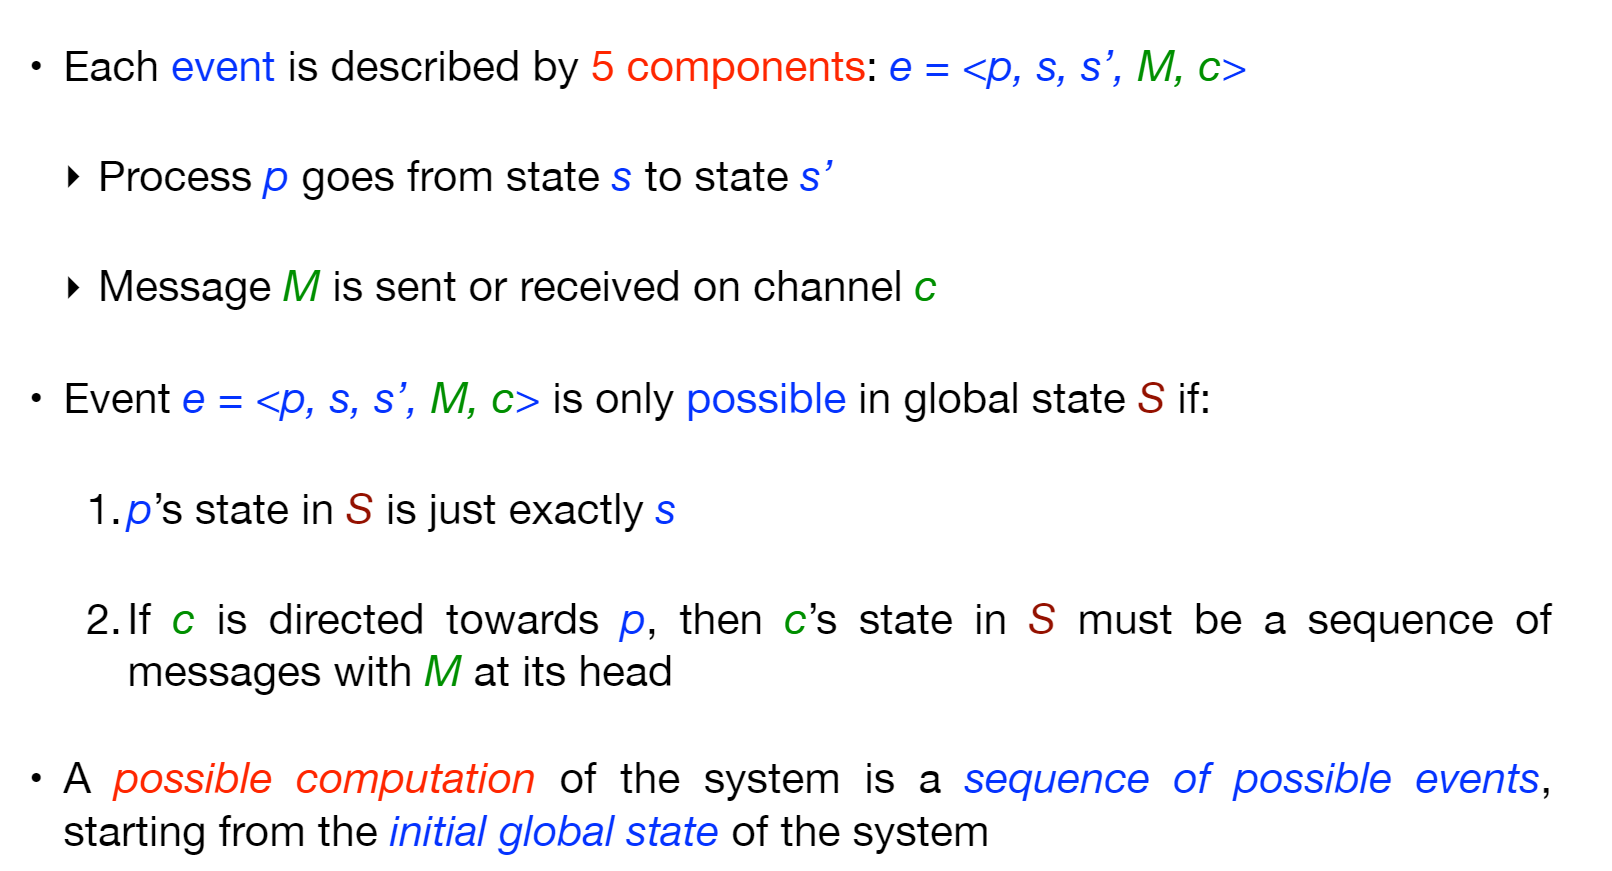 • Each event is described by 5 components: e = <p, s, s’, M, c>
‣ Process p goes from state s to state s’
‣ Message M is sent or received on channel c
• Event e = <p, s, s’, M, c> is only possible in global state S if:
1. p’s state in S is just exactly s
2. If c is directed towards p, then c’s state in S must be a sequence of
messages with M at its head
• A possible computation of the system is a sequence of possible events,
starting from the initial global state of the system